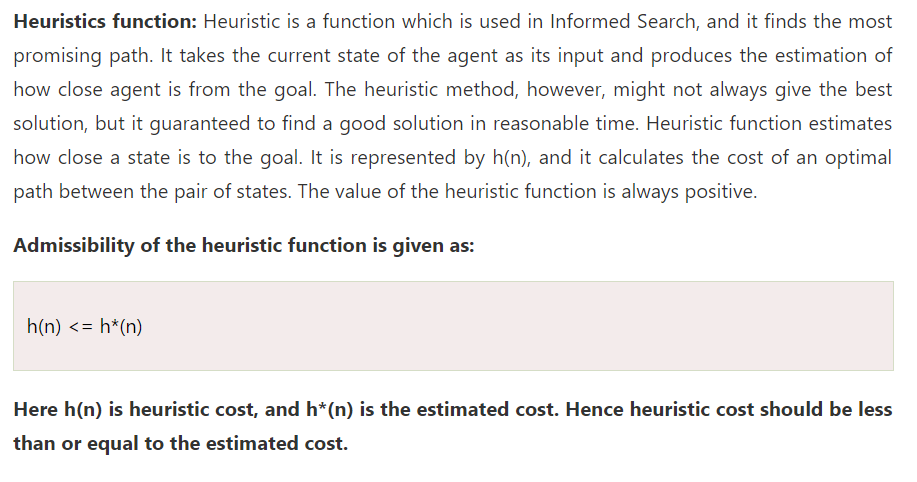 Heuristics function: Heuristic is a function which is used in Informed Search, and it finds the most
promising path. It takes the current state of the agent as its input and produces the estimation of
how close agent is from the goal. The heuristic method, however, might not always give the best
solution, but it guaranteed to find a good solution in reasonable time. Heuristic function estimates
how close a state is to the goal. It is represented by h(n), and it calculates the cost of an optimal
path between the pair of states. The value of the heuristic function is always positive.
Admissibility of the heuristic function is given as:
h(n) <= h*(n)
Here h(n) is heuristic cost, and h*(n) is the estimated cost. Hence heuristic cost should be less
than or equal to the estimated cost.